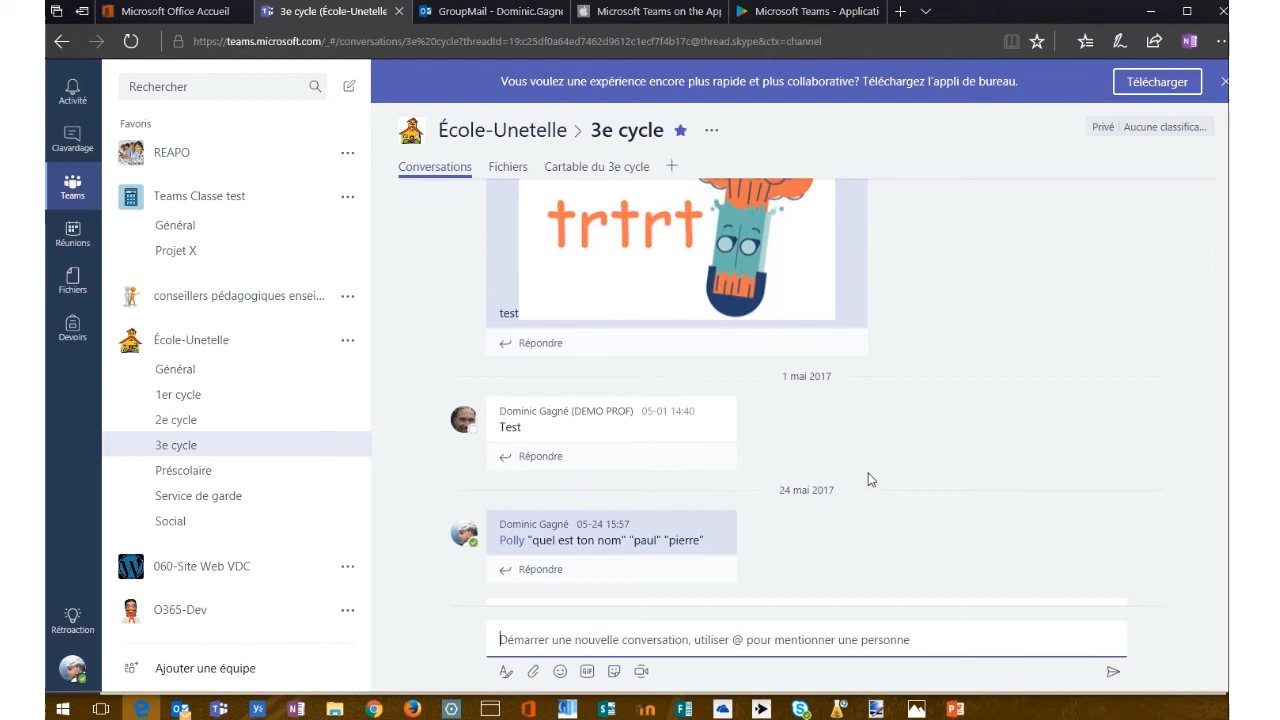 Microsoft Office Accueil
3e cycle (École-Unetelle
GroupMail - Dominic.Gagne
Microsoft Teams on the App
Microsoft Teams - Applicati
https://teams.microsoft.com/_#/conversations/3e%20cycle?threadId=19:c25df0a64ed7462d9612c1ecf7f4b17c@thread.skype&ctx=channel
Activité
Clavardage
Teams
Réunions
Fichiers
Devoirs
Rétroaction
Rechercher
Favoris
REAPO
Teams Classe test
Général
Projet X
conseillers pédagogiques ensei...
École-Unetelle
Général
1er cycle
2e cycle
3e cycle
Préscolaire
Service de garde
Social
060-Site Web VDC
O365-Dev
Ajouter une équipe
Vous voulez une expérience encore plus rapide et plus collaborative? Téléchargez l'appli de bureau.
Télécharger
École-Unetelle > 3e cycle
Privé
Aucune classifica...
Conversations
Fichiers
Cartable du 3e cycle
trtrt
test
Répondre
1 mai 2017
Dominic Gagné (DEMO PROF) 05-01 14:40
Test
Répondre
24 mai 2017
Dominic Gagné 05-24 15:57
Polly "quel est ton nom" "paul" "pierre"
Répondre
Démarrer une nouvelle conversation, utiliser @ pour mentionner une personne